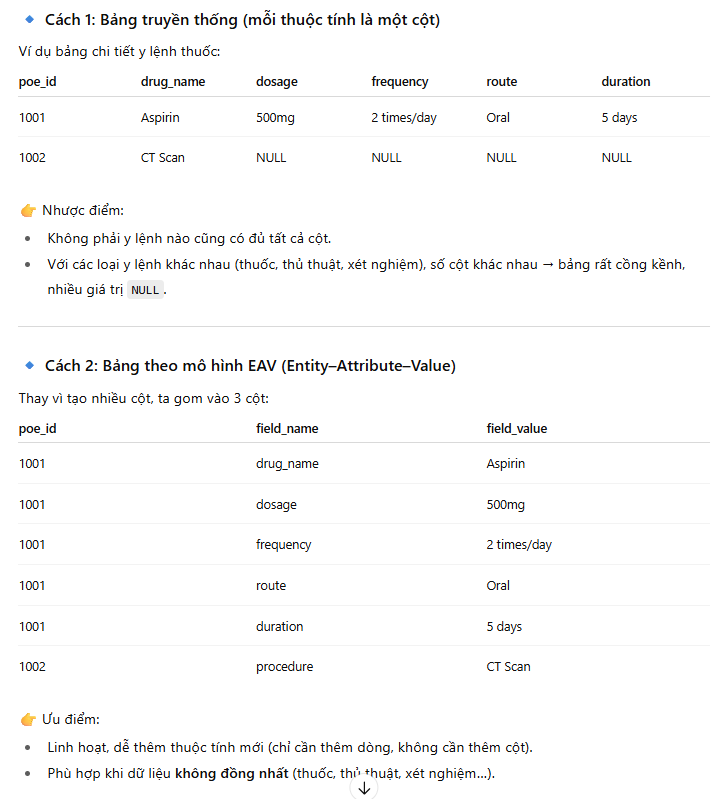 Cách 1: Bảng truyền thống (mỗi thuộc tính là một cột)
Ví dụ bảng chi tiết y lệnh thuốc:
poe_id drug_name dosage frequency route duration
1001 Aspirin 500mg 2 times/day Oral 5 days
1002 CT Scan NULL NULL NULL NULL
👉 Nhược điểm:
• Không phải y lệnh nào cũng có đủ tất cả cột.
• Với các loại y lệnh khác nhau (thuốc, thủ thuật, xét nghiệm), số cột khác nhau → bảng rất cồng kềnh,
nhiều giá trị NULL.
Cách 2: Bảng theo mô hình EAV (Entity–Attribute–Value)
Thay vì tạo nhiều cột, ta gom vào 3 cột:
poe_id field_name field_value
1001 drug_name Aspirin
1001 dosage 500mg
1001 frequency 2 times/day
1001 route Oral
1001 duration 5 days
1002 procedure CT Scan
👉 Ưu điểm:
• Linh hoạt, dễ thêm thuộc tính mới (chỉ cần thêm dòng, không cần thêm cột).
• Phù hợp khi dữ liệu không đồng nhất (thuốc, thủ thuật, xét nghiệm…).